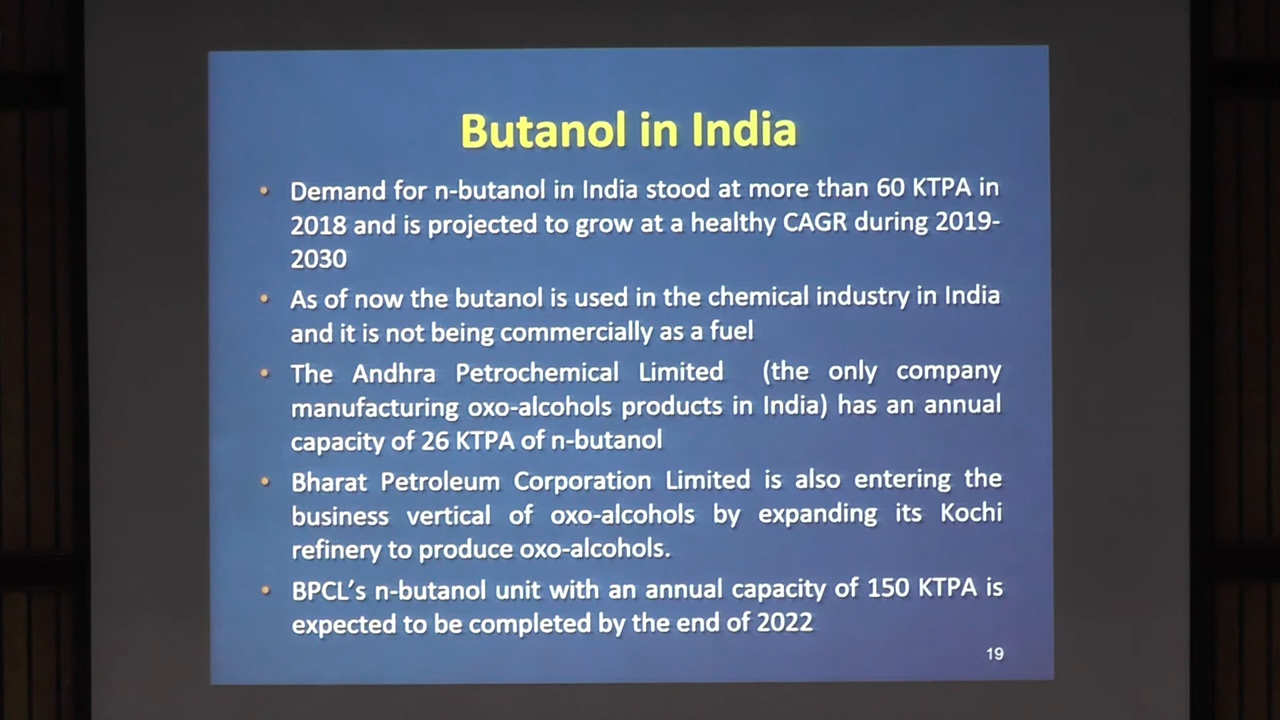 Butanol in India
• Demand for n-butanol in India stood at more than 60 KTPA in
2018 and is projected to grow at a healthy CAGR during 2019-
2030
• As of now the butanol is used in the chemical industry in India
and it is not being commercially as a fuel
• The Andhra Petrochemical Limited (the only company
manufacturing oxo-alcohols products in India) has an annual
capacity of 26 KTPA of n-butanol
• Bharat Petroleum Corporation Limited is also entering the
business vertical of oxo-alcohols by expanding its Kochi
refinery to produce oxo-alcohols.
• BPCL’s n-butanol unit with an annual capacity of 150 KTPA is
expected to be completed by the end of 2022
19